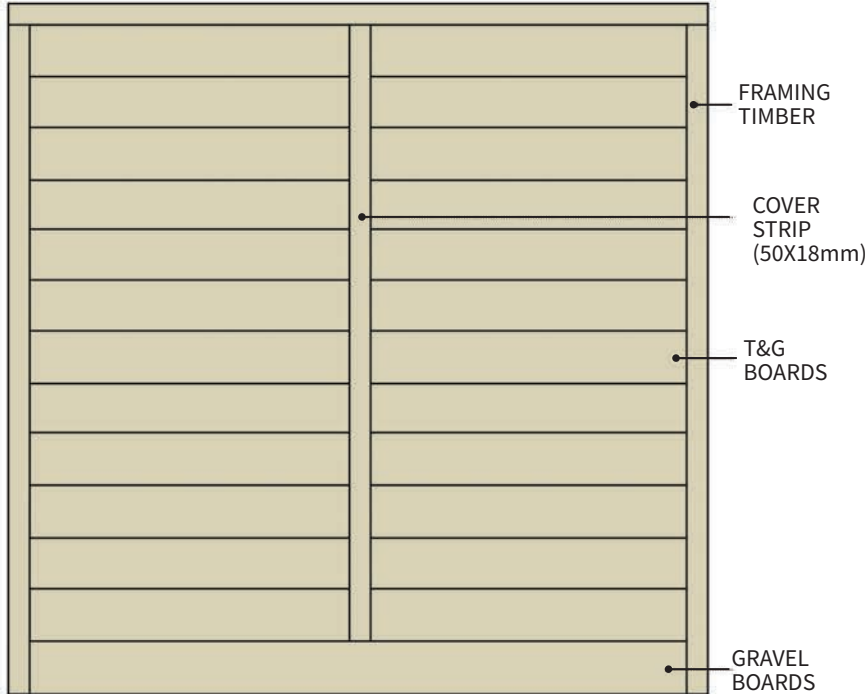 FRAMING
TIMBER
COVER
STRIP
(50X18mm)
T&G
BOARDS
GRAVEL
BOARDS